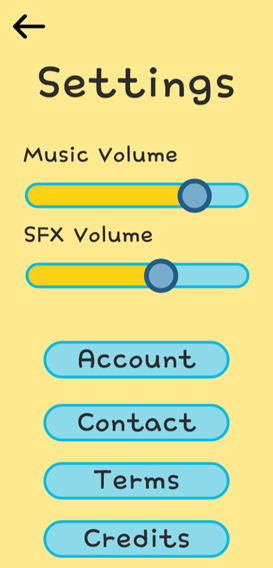 Settings
Music Volume
SFX Volume
Account
Contact
Terms
Credits